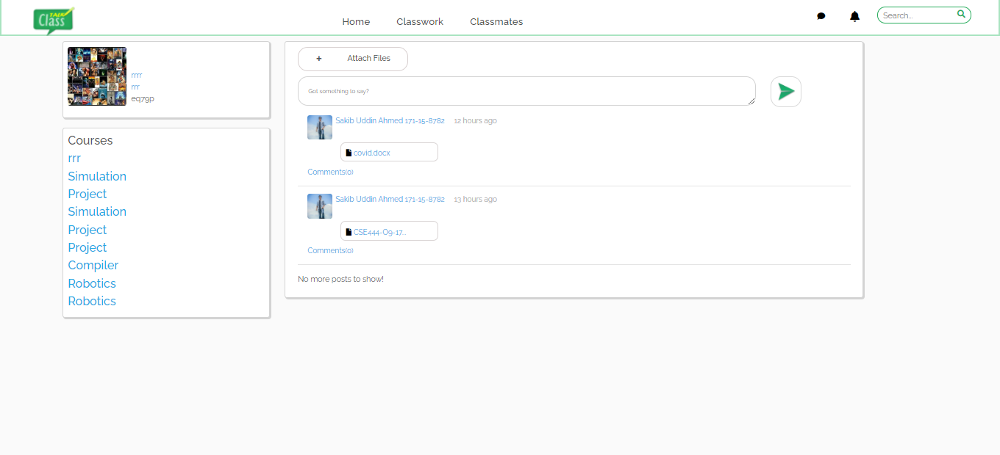 TALK
Class
Home Classwork Classmates
Search...
rrrr
rrr
eq79p
Courses
rrr
Simulation
Project
Simulation
Project
Project
Compiler
Robotics
Robotics
+ Attach Files
Got something to say?
Sakib Uddin Ahmed 171-15-8782 12 hours ago
covid.docx
Comments(0)
Sakib Uddin Ahmed 171-15-8782 13 hours ago
CSE444-O9-17...
Comments(0)
No more posts to show!